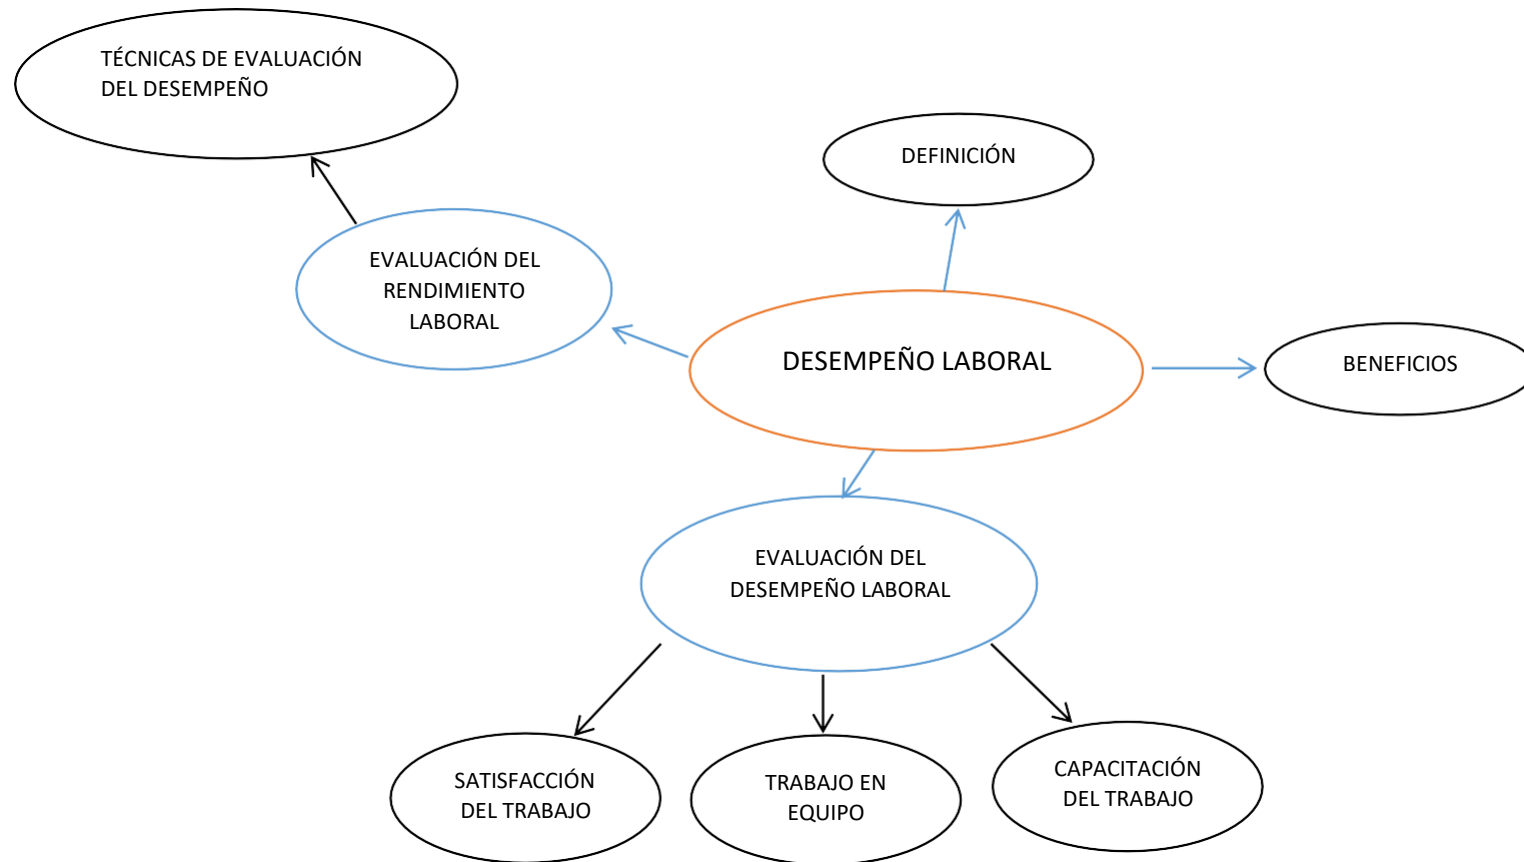 TÉCNICAS DE EVALUACIÓN
DEL DESEMPEÑO
DEFINICIÓN
EVALUACIÓN DEL
RENDIMIENTO
LABORAL
DESEMPEÑO LABORAL
BENEFICIOS
EVALUACIÓN DEL
DESEMPEÑO LABORAL
SATISFACCIÓN
DEL TRABAJO
TRABAJO EN
EQUIPO
CAPACITACIÓN
DEL TRABAJO